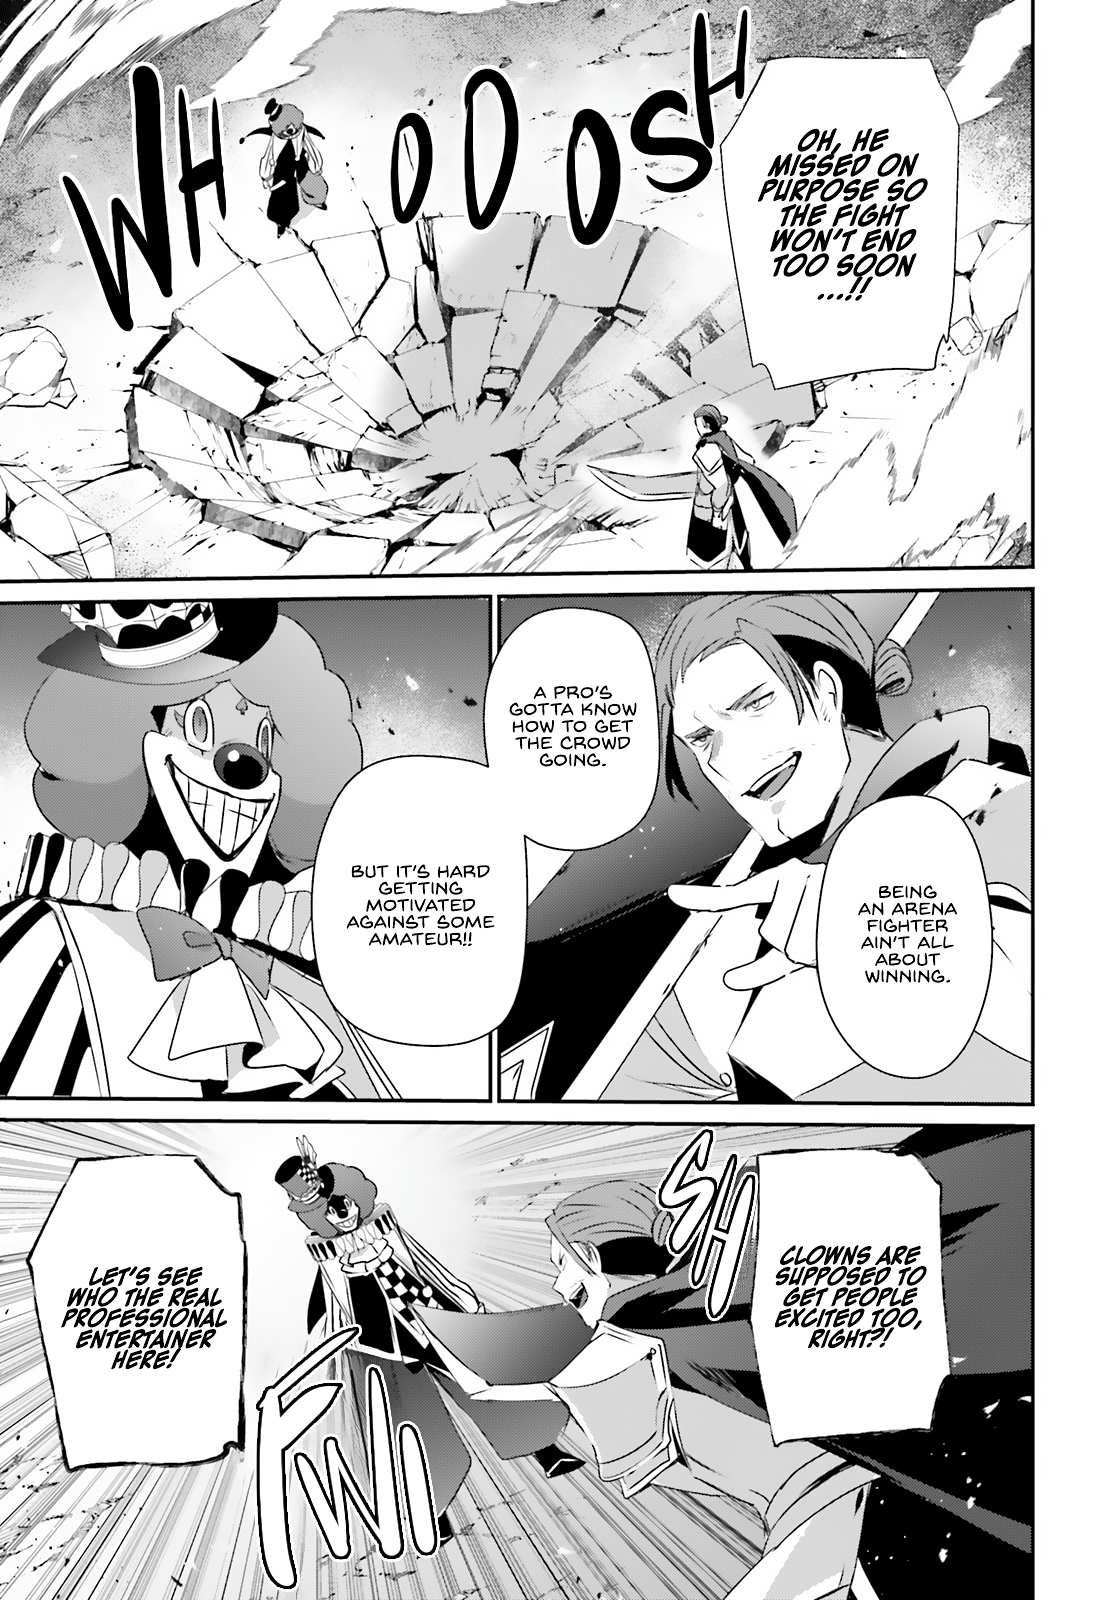 WHOOOSH
OH, HE
MISSED ON
PURPOSE SO
THE FIGHT
WON'T END
TOO SOON
...!!
BEING
AN ARENA
FIGHTER
AIN'T ALL
ABOUT
WINNING.
A PRO'S
GOTTA KNOW
HOW TO GET
THE CROWD
GOING.
BUT IT'S HARD
GETTING
MOTIVATED
AGAINST SOME
AMATEUR!!
CLOWNS ARE
SUPPOSED TO
GET PEOPLE
EXCITED TOO,
RIGHT?!
SH
FWI
LET'S SEE
WHO THE REAL
PROFESSIONAL
ENTERTAINER
HERE!